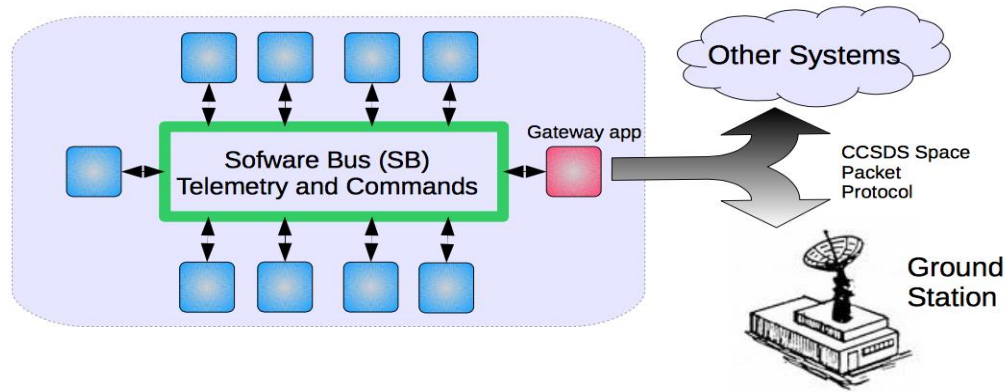 Other Systems
Gateway app
Sofware Bus (SB)
Telemetry and Commands
CCSDS Space
Packet
Protocol
Ground
Station